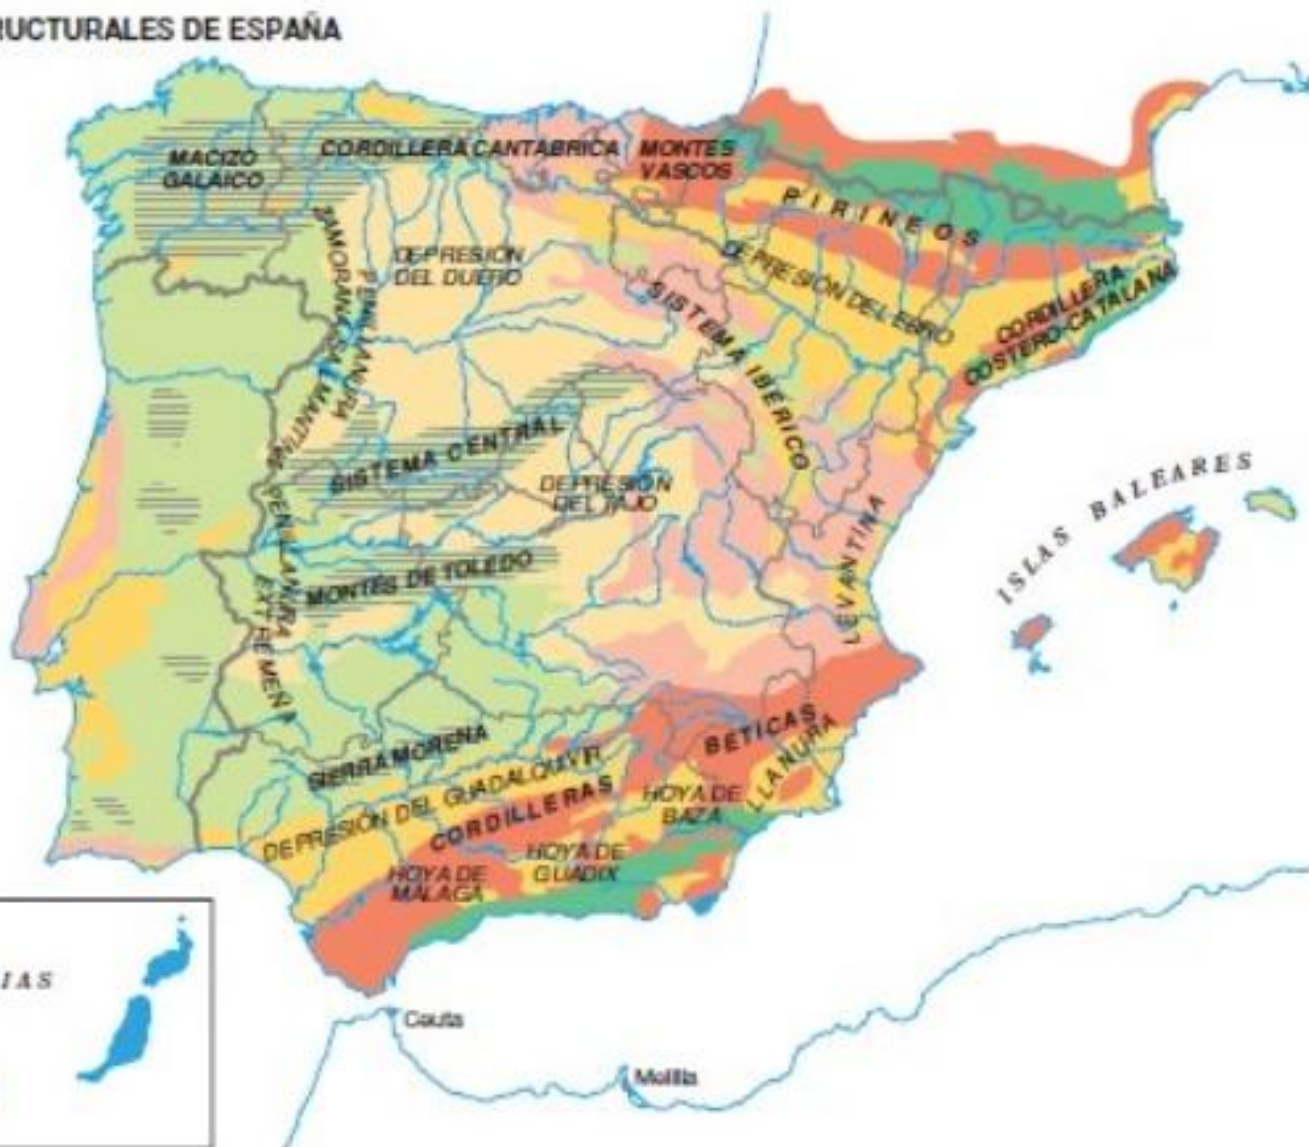 RUCTURALES DE ESPAÑA
MACIZO
GALAICO
CORDILLERA CANTABRICA
MONTES
VASCOS
PIRINEOS
DEPRESIÓN
DEL DUERO
PENILLANURA
ZAMORANO-SALMANTINA
DEPRESIÓN DEL EBRO
CORDILLERA
COSTERO-CATALANA
SISTEMA IBERICO
SISTEMA CENTRAL
DEPRESIÓN
DEL TAJO
ISLAS BALEARES
MONTES DE TOLEDO
PENILLANURA
EXTREMEÑA
LEVANTINA
LLANURA
SIERRA MORENA
DEPRESIÓN DEL GUADALQUIVIR
CORDILLERAS
BETICAS
HOYA DE
BAZA
HOYA DE
GUADIX
HOYA DE
MALAGA
IAS
Ceuta
Melilla